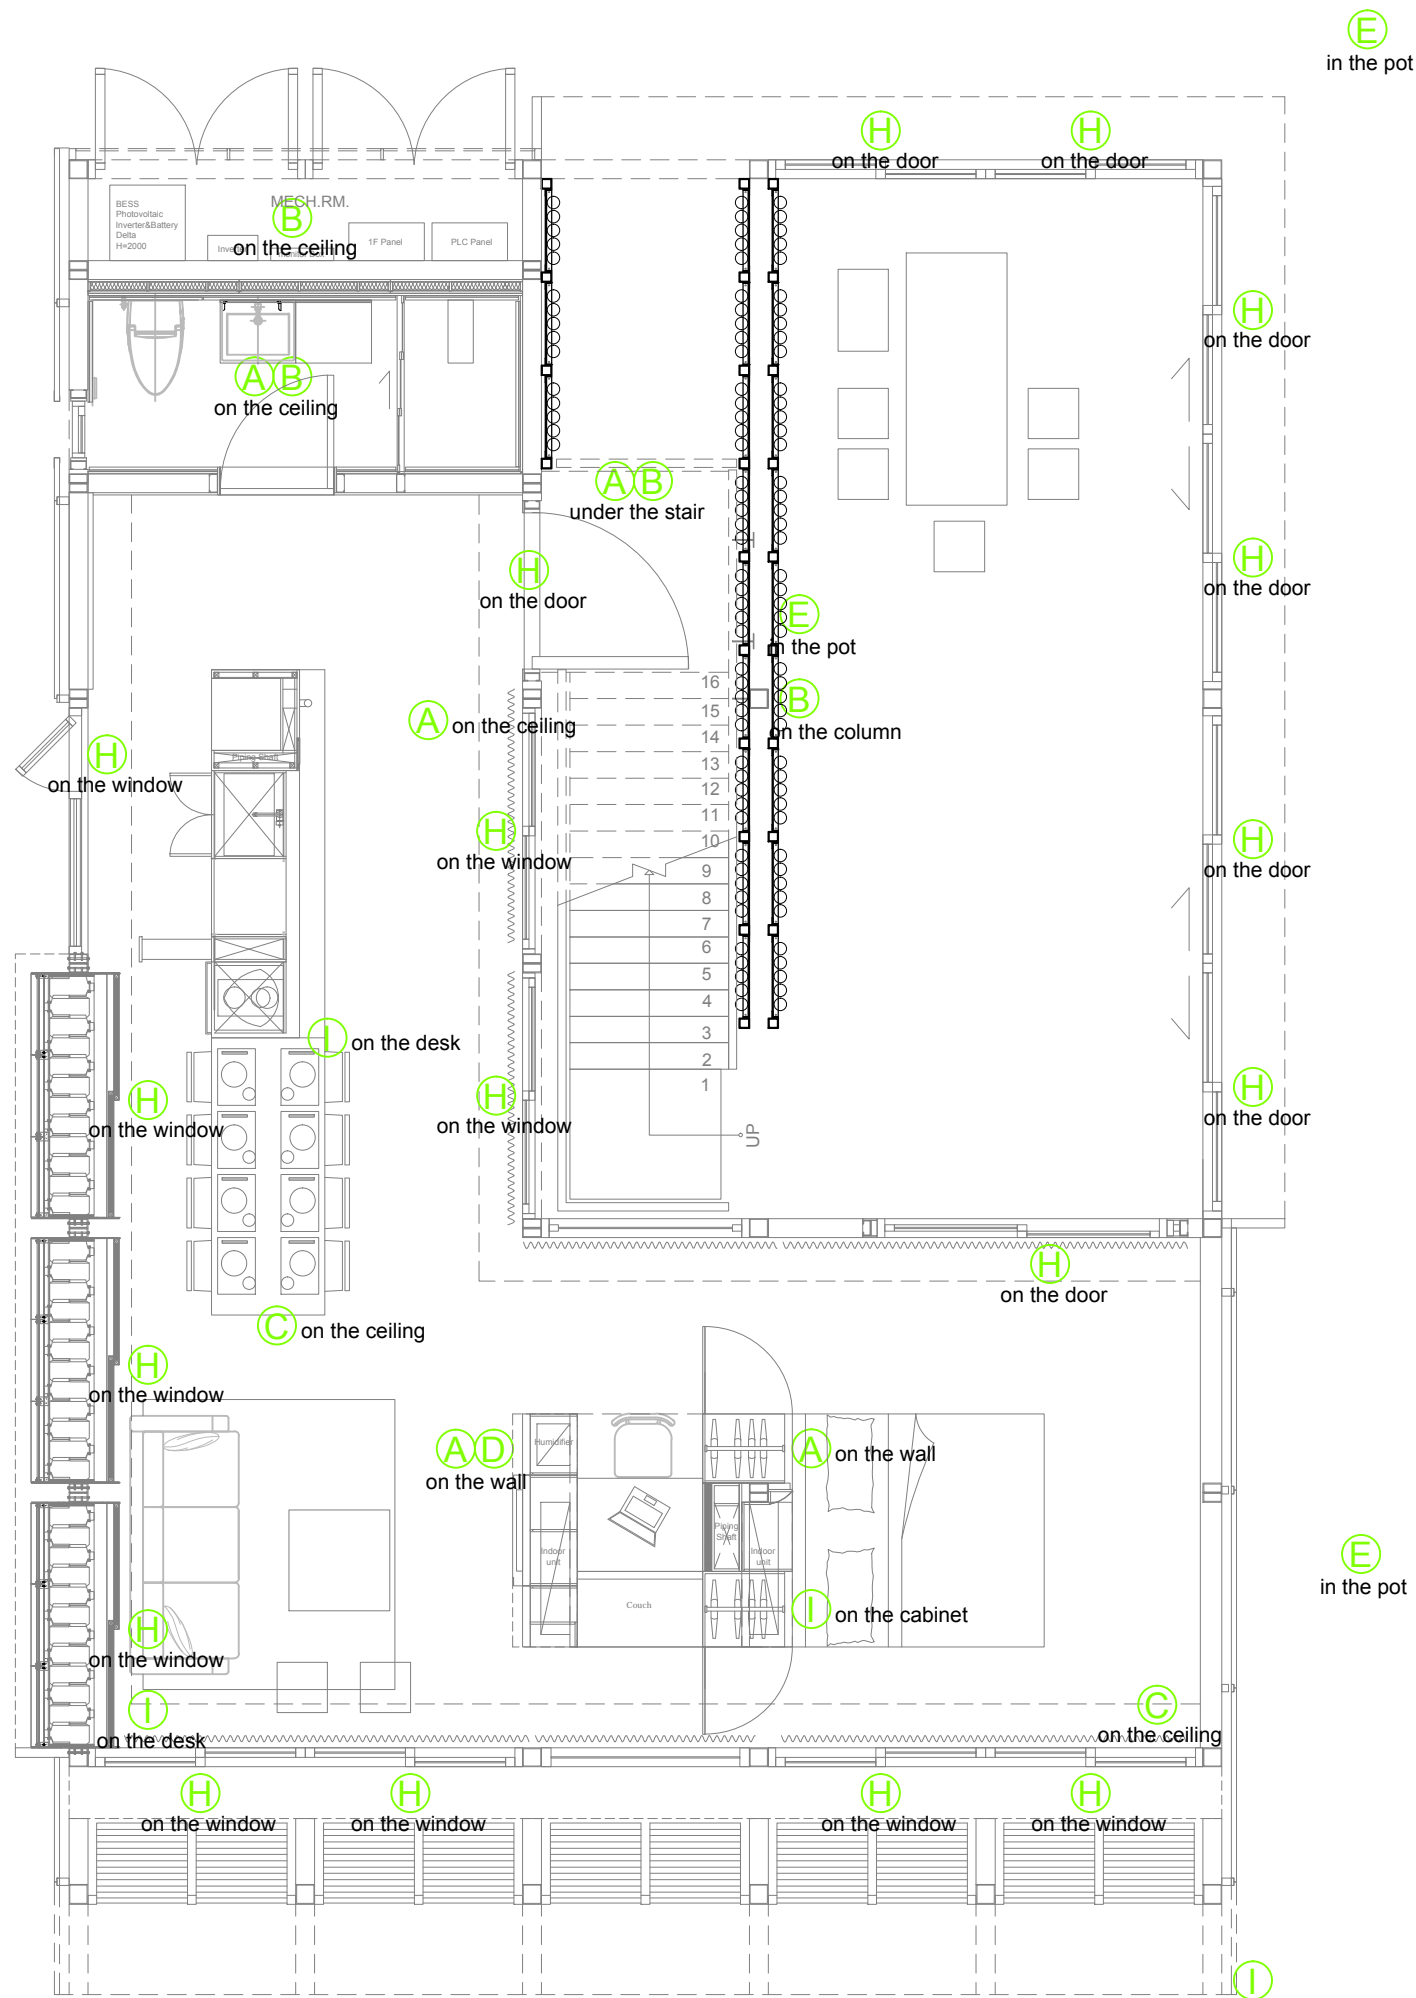 E
in the pot
H
on the door
H
on the door
BESS
Photovoltaic
Inverter&Battery
Delta
H=2000
MECH.RM.
B
on the ceiling
1F Panel
PLC Panel
H
on the door
A B
on the ceiling
A B
under the stair
H
on the door
H
on the door
E
in the pot
16
15
14
13
12
11
10
9
8
7
6
5
4
3
2
1
UP
B
on the column
A on the ceiling
H
on the window
Piping Shaft
H
on the window
H
on the door
I on the desk
H
on the window
H
on the window
H
on the door
H
on the door
C on the ceiling
H
on the window
Humidifier
A D
on the wall
A on the wall
Piping
Shaft
Indoor
unit
Indoor
unit
E
in the pot
Couch
I on the cabinet
H
on the window
I
on the desk
C
on the ceiling
H
on the window
H
on the window
H
on the window
H
on the window
I